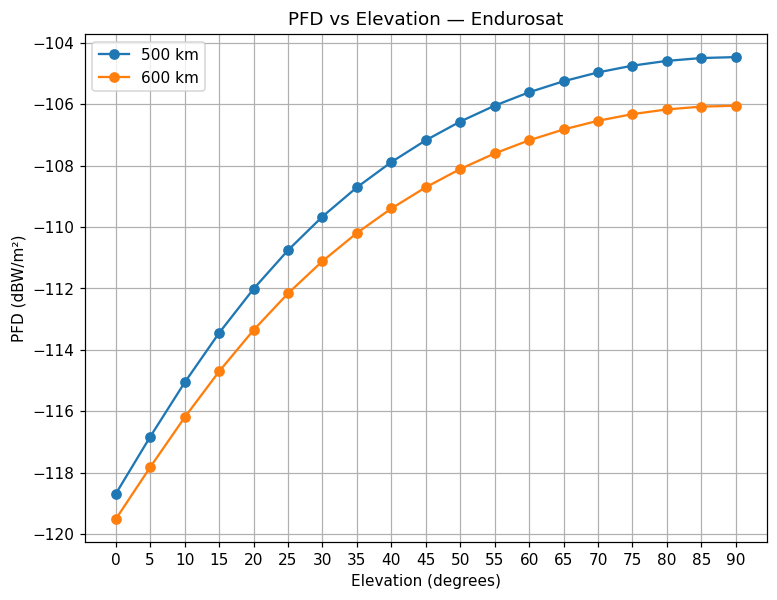 PFD vs Elevation — Endurosat
500 km
600 km
PFD (dBW/m²)
−104
−106
−108
−110
−112
−114
−116
−118
−120
0 5 10 15 20 25 30 35 40 45 50 55 60 65 70 75 80 85 90
Elevation (degrees)